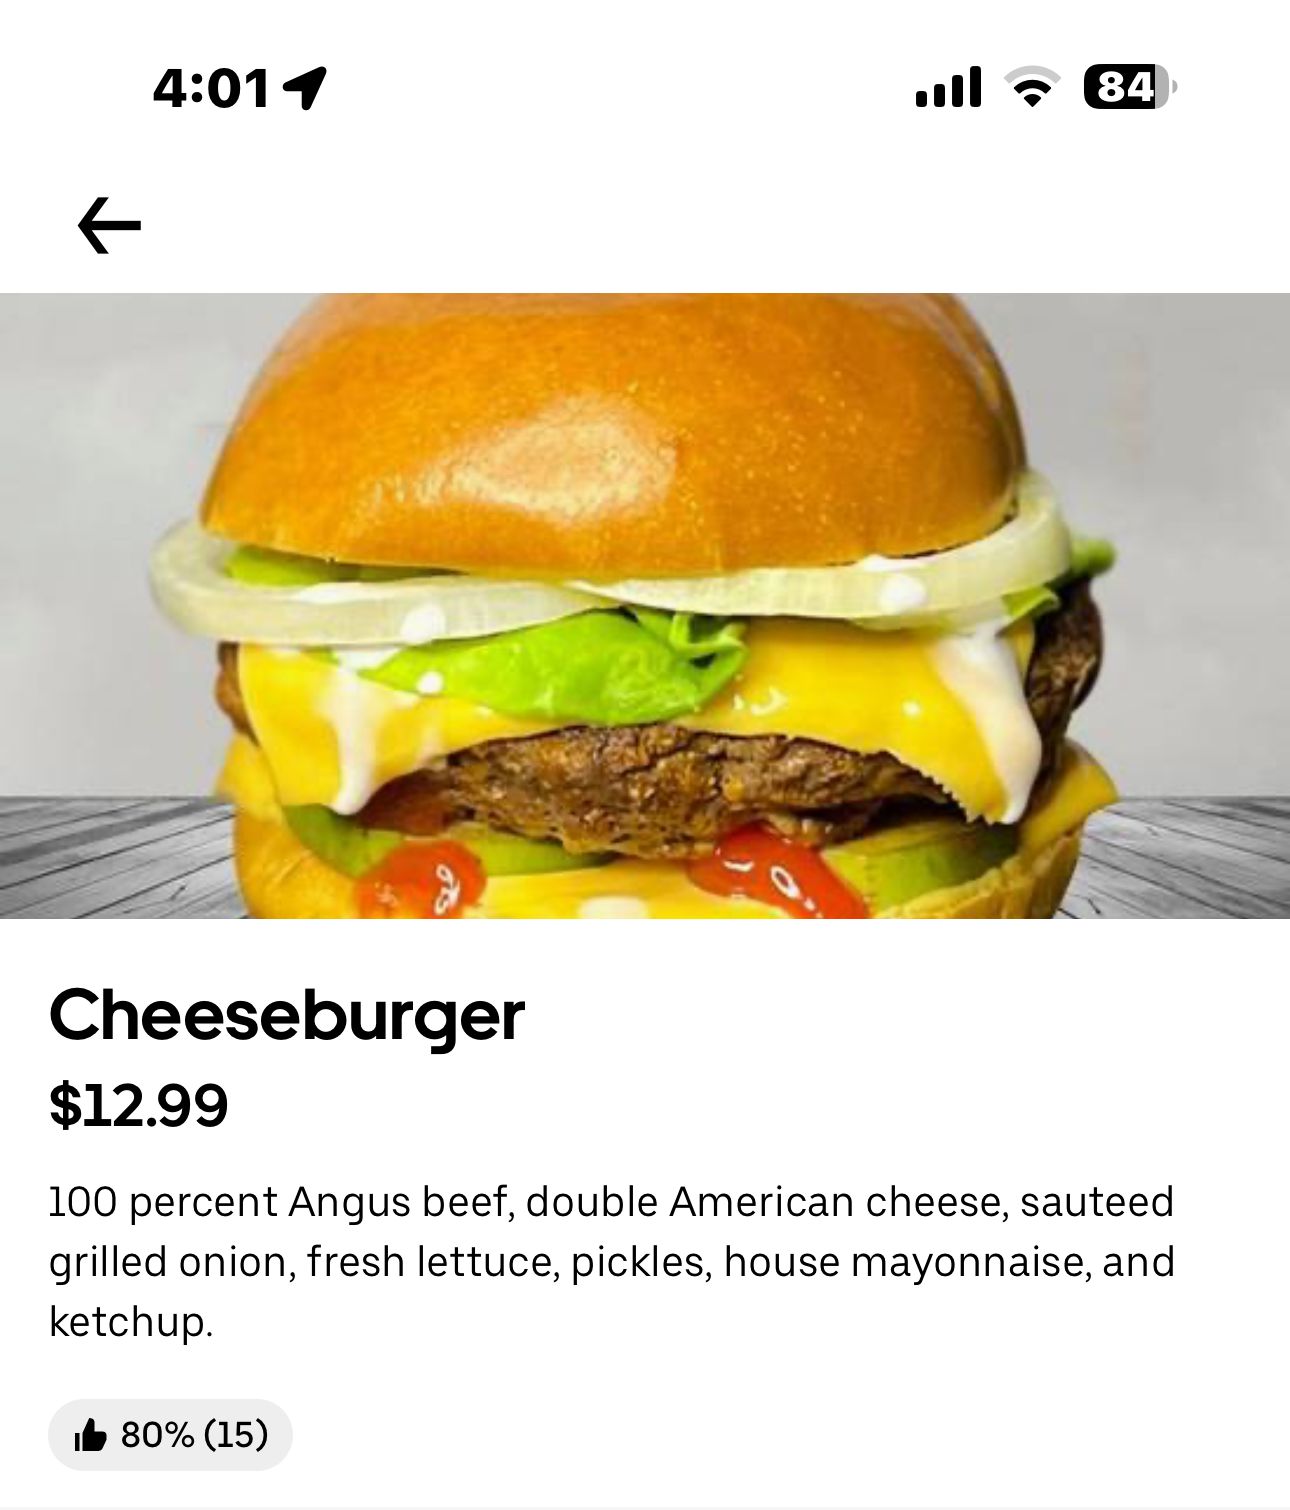 4:01
84
Cheeseburger
$12.99
100 percent Angus beef, double American cheese, sauteed
grilled onion, fresh lettuce, pickles, house mayonnaise, and
ketchup.
80% (15)